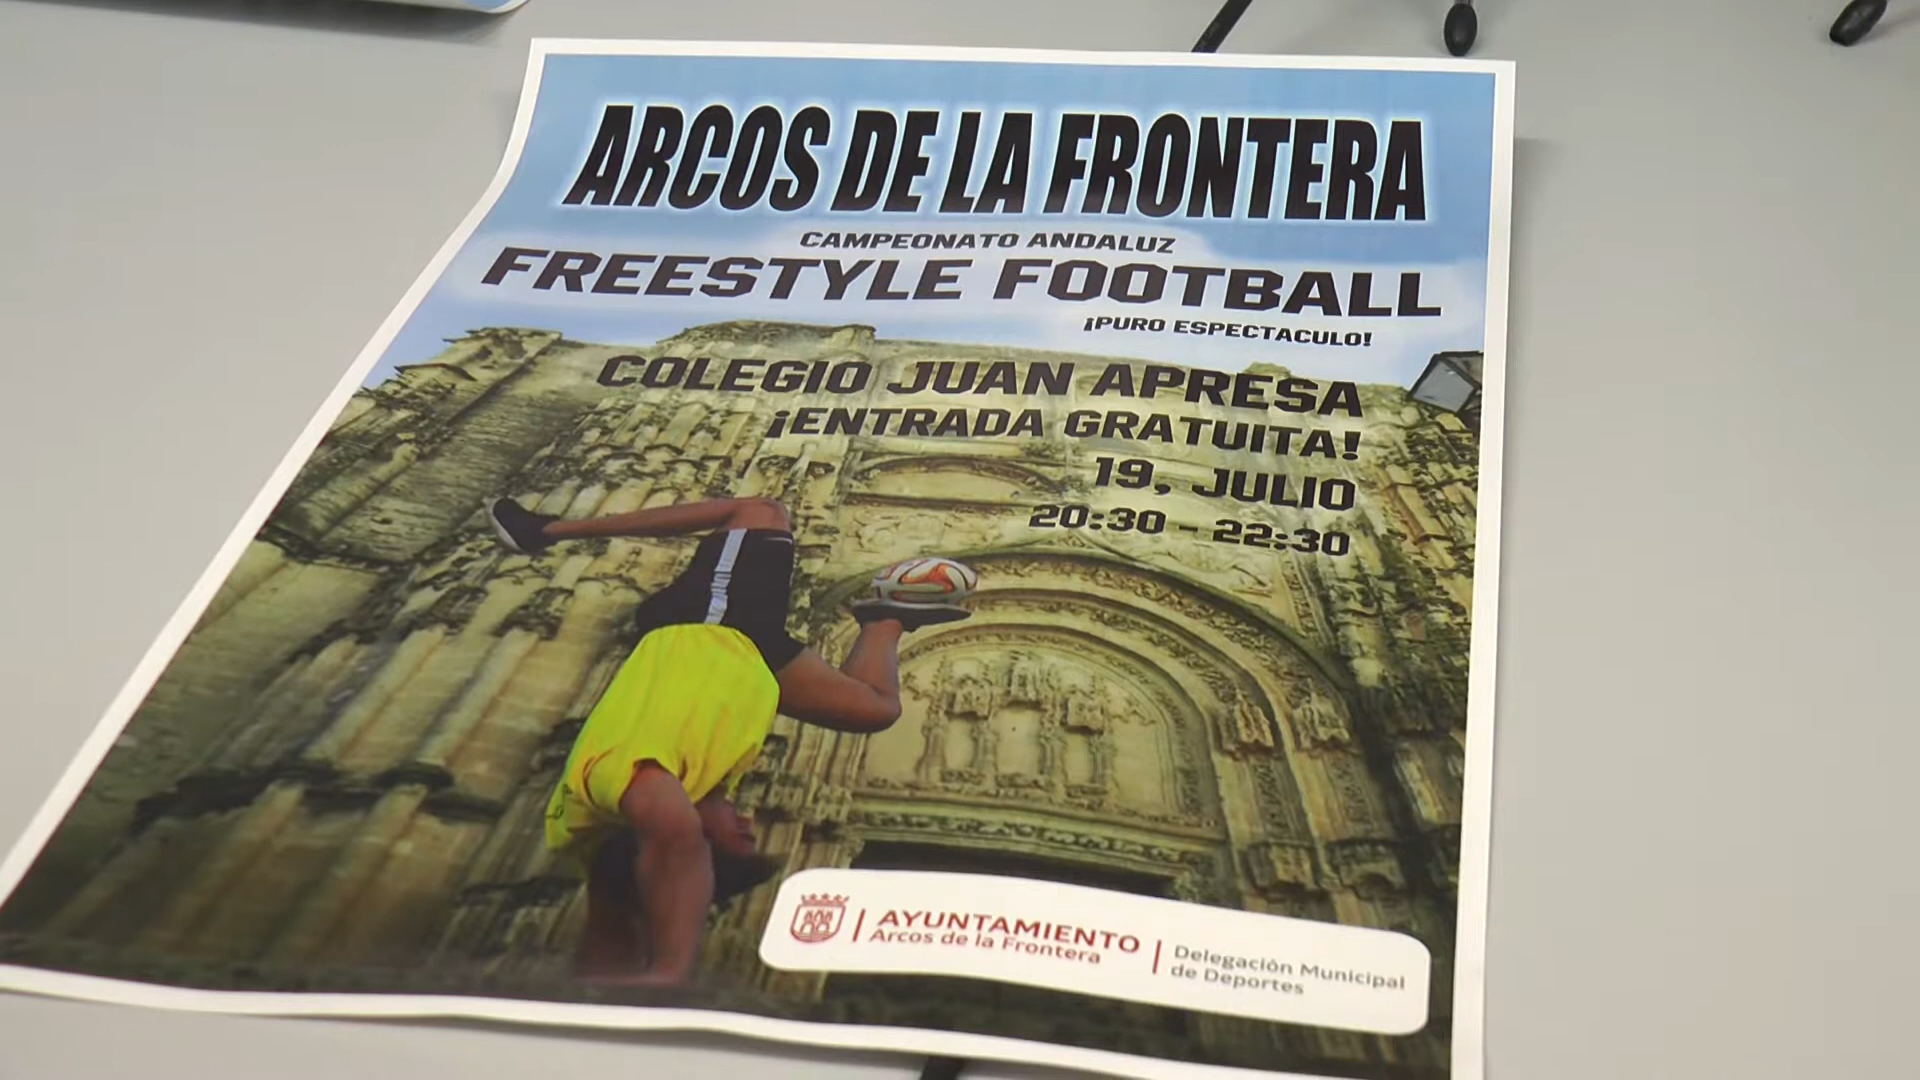 ARCOS DE LA FRONTERA
CAMPEONATO ANDALUZ
FREESTYLE FOOTBALL
¡PURO ESPECTACULO!
COLEGIO JUAN APRESA
¡ENTRADA GRATUITA!
19, JULIO
20:30 - 22:30
AYUNTAMIENTO
Arcos de la Frontera
Delegación Municipal
de Deportes